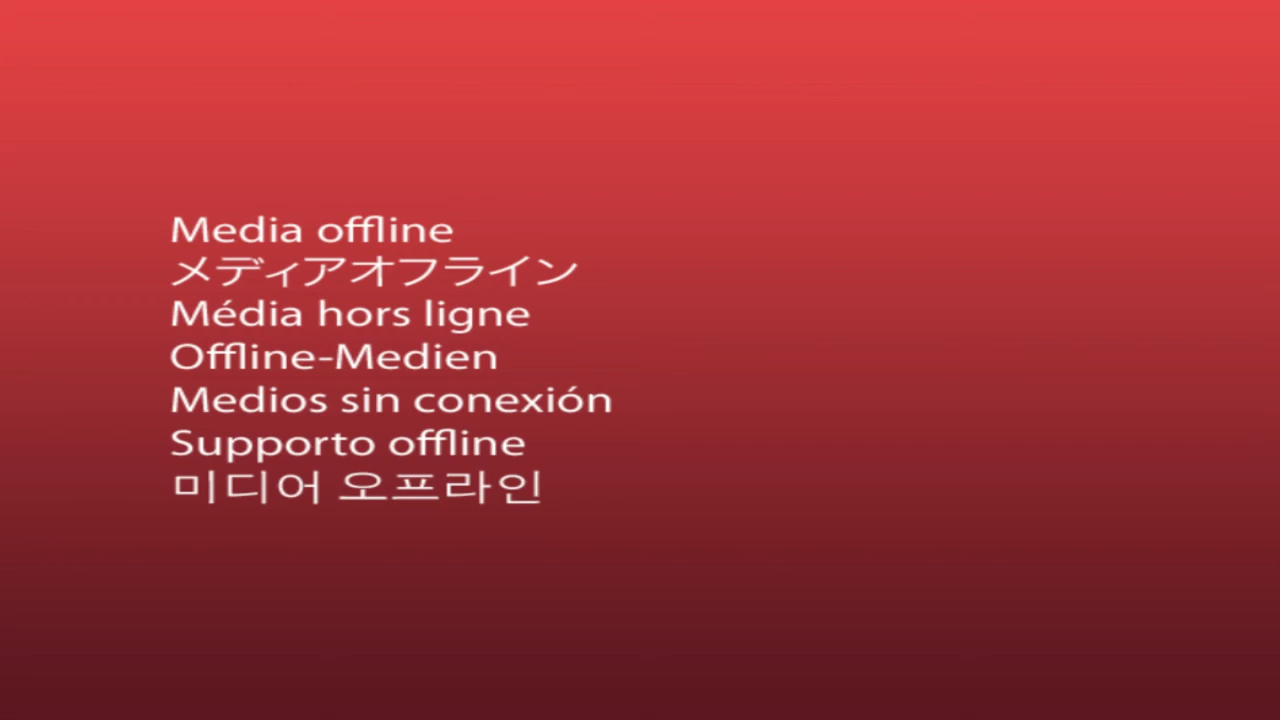 Media offline
メディアオフライン
Média hors ligne
Offline-Medien
Medios sin conexión
Supporto offline
미디어 오프라인